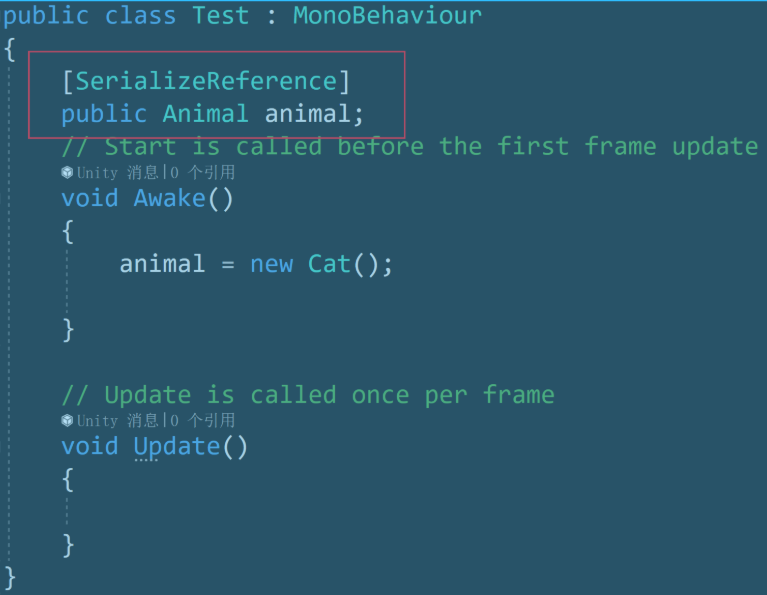 public class Test : MonoBehaviour
{
[SerializeReference]
public Animal animal;
// Start is called before the first frame update
Unity 消息|0 个引用
void Awake()
{
animal = new Cat();
}
// Update is called once per frame
Unity 消息|0 个引用
void Update()
{
}
}